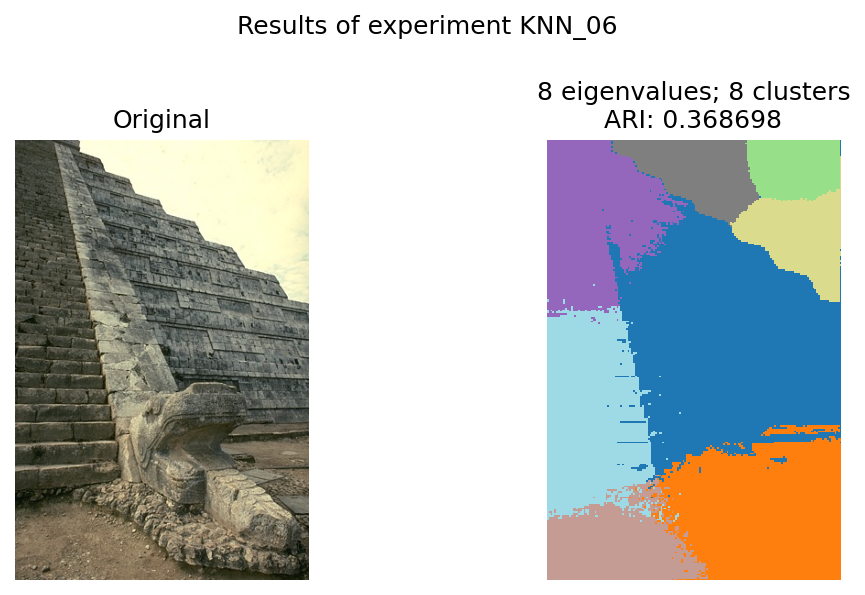 Results of experiment KNN_06
Original
8 eigenvalues; 8 clusters
ARI: 0.368698